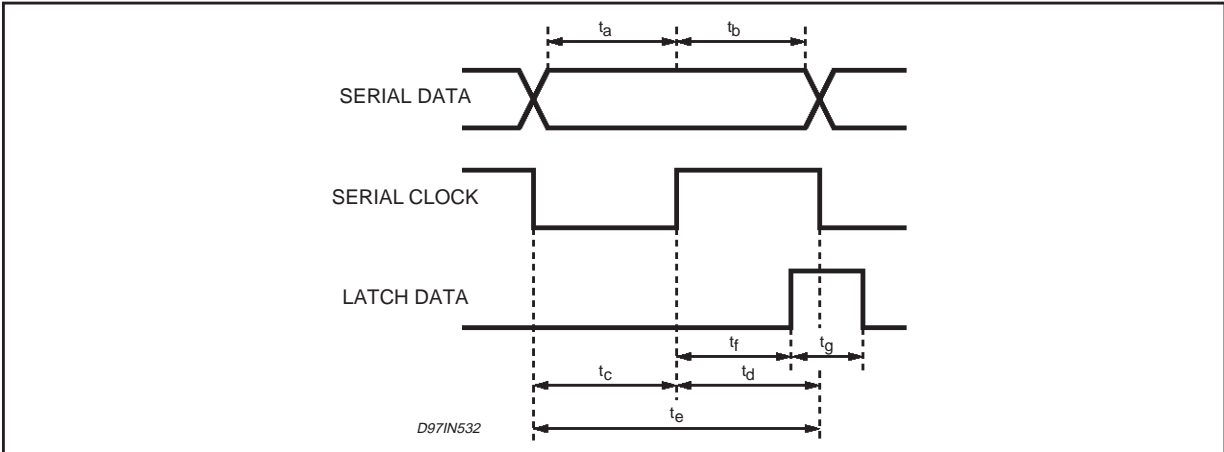 ta tb
SERIAL DATA
SERIAL CLOCK
LATCH DATA
tf tg
tc td
te
D97IN532